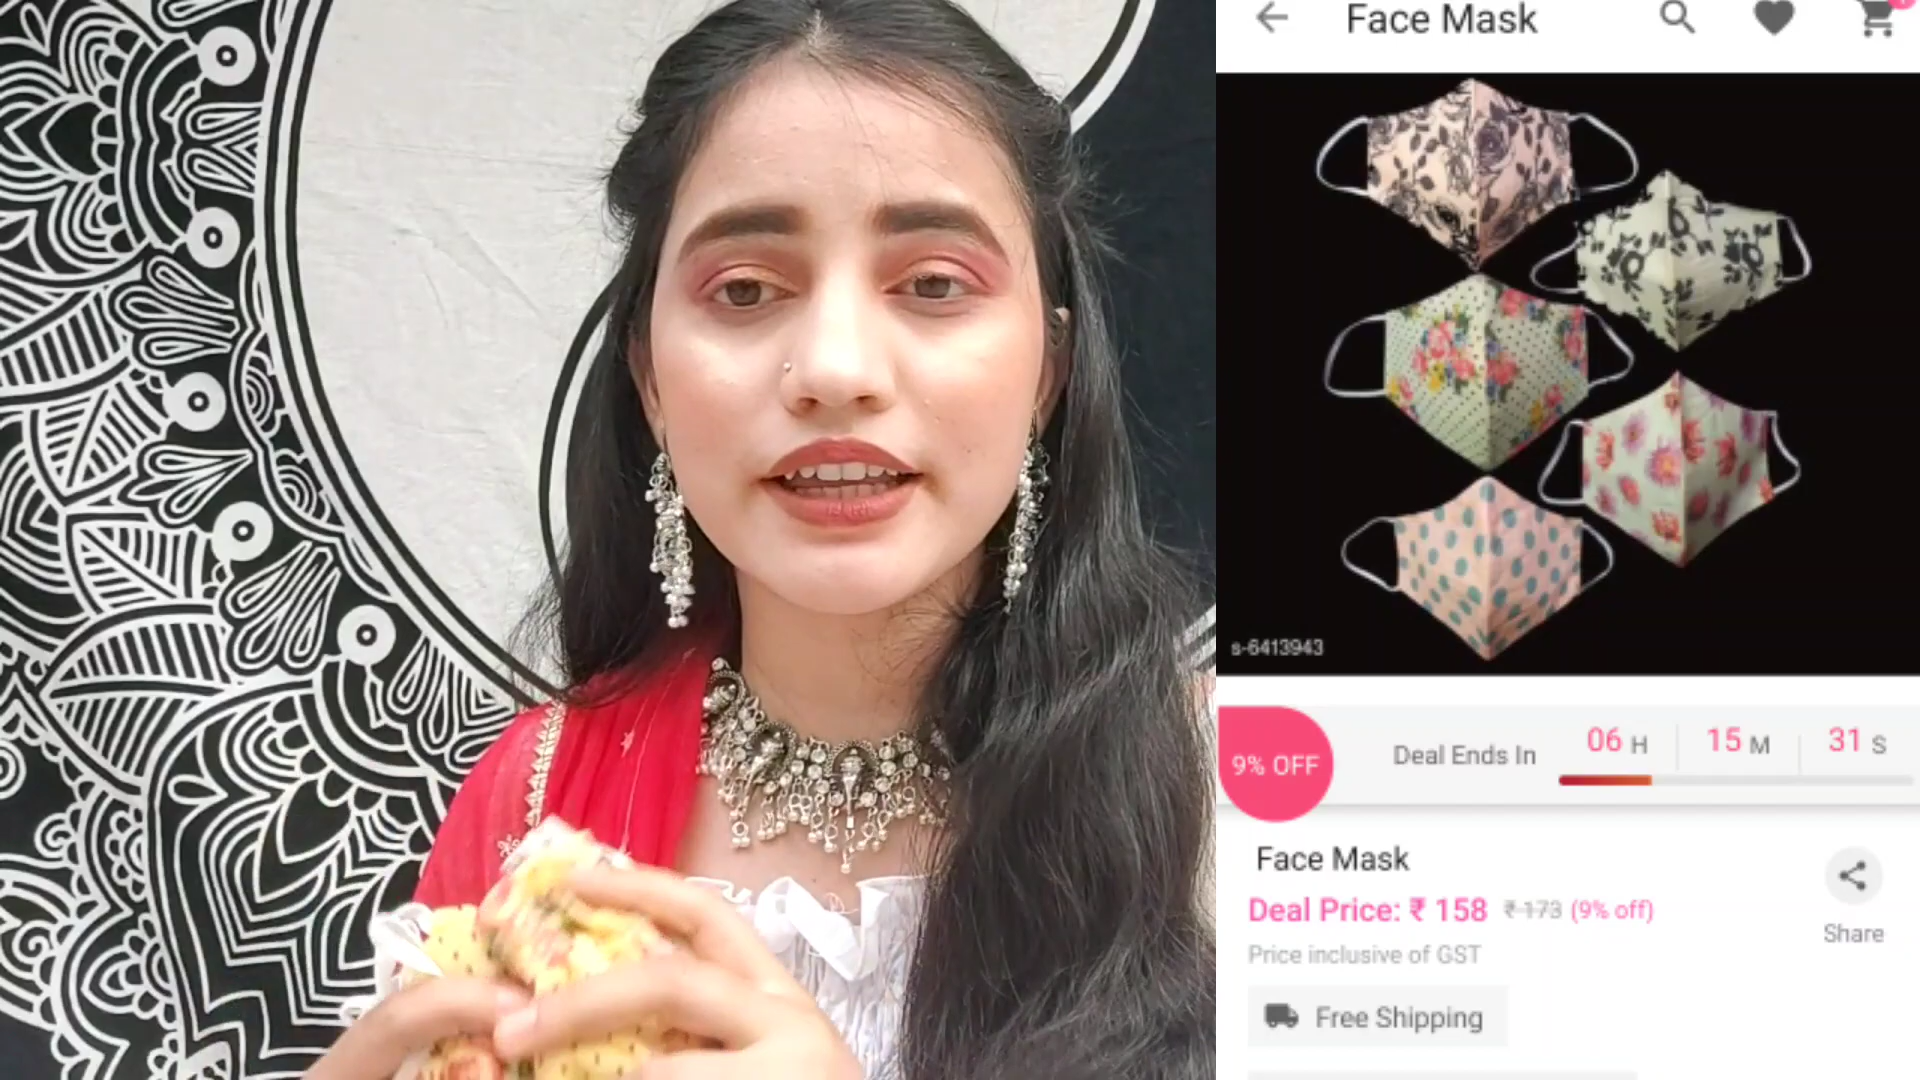 Face Mask
s-6413943
9% OFF
Deal Ends In
06 H 15 M 31 S
Face Mask
Deal Price: ₹ 158 ₹ 173 (9% off)
Share
Price inclusive of GST
Free Shipping